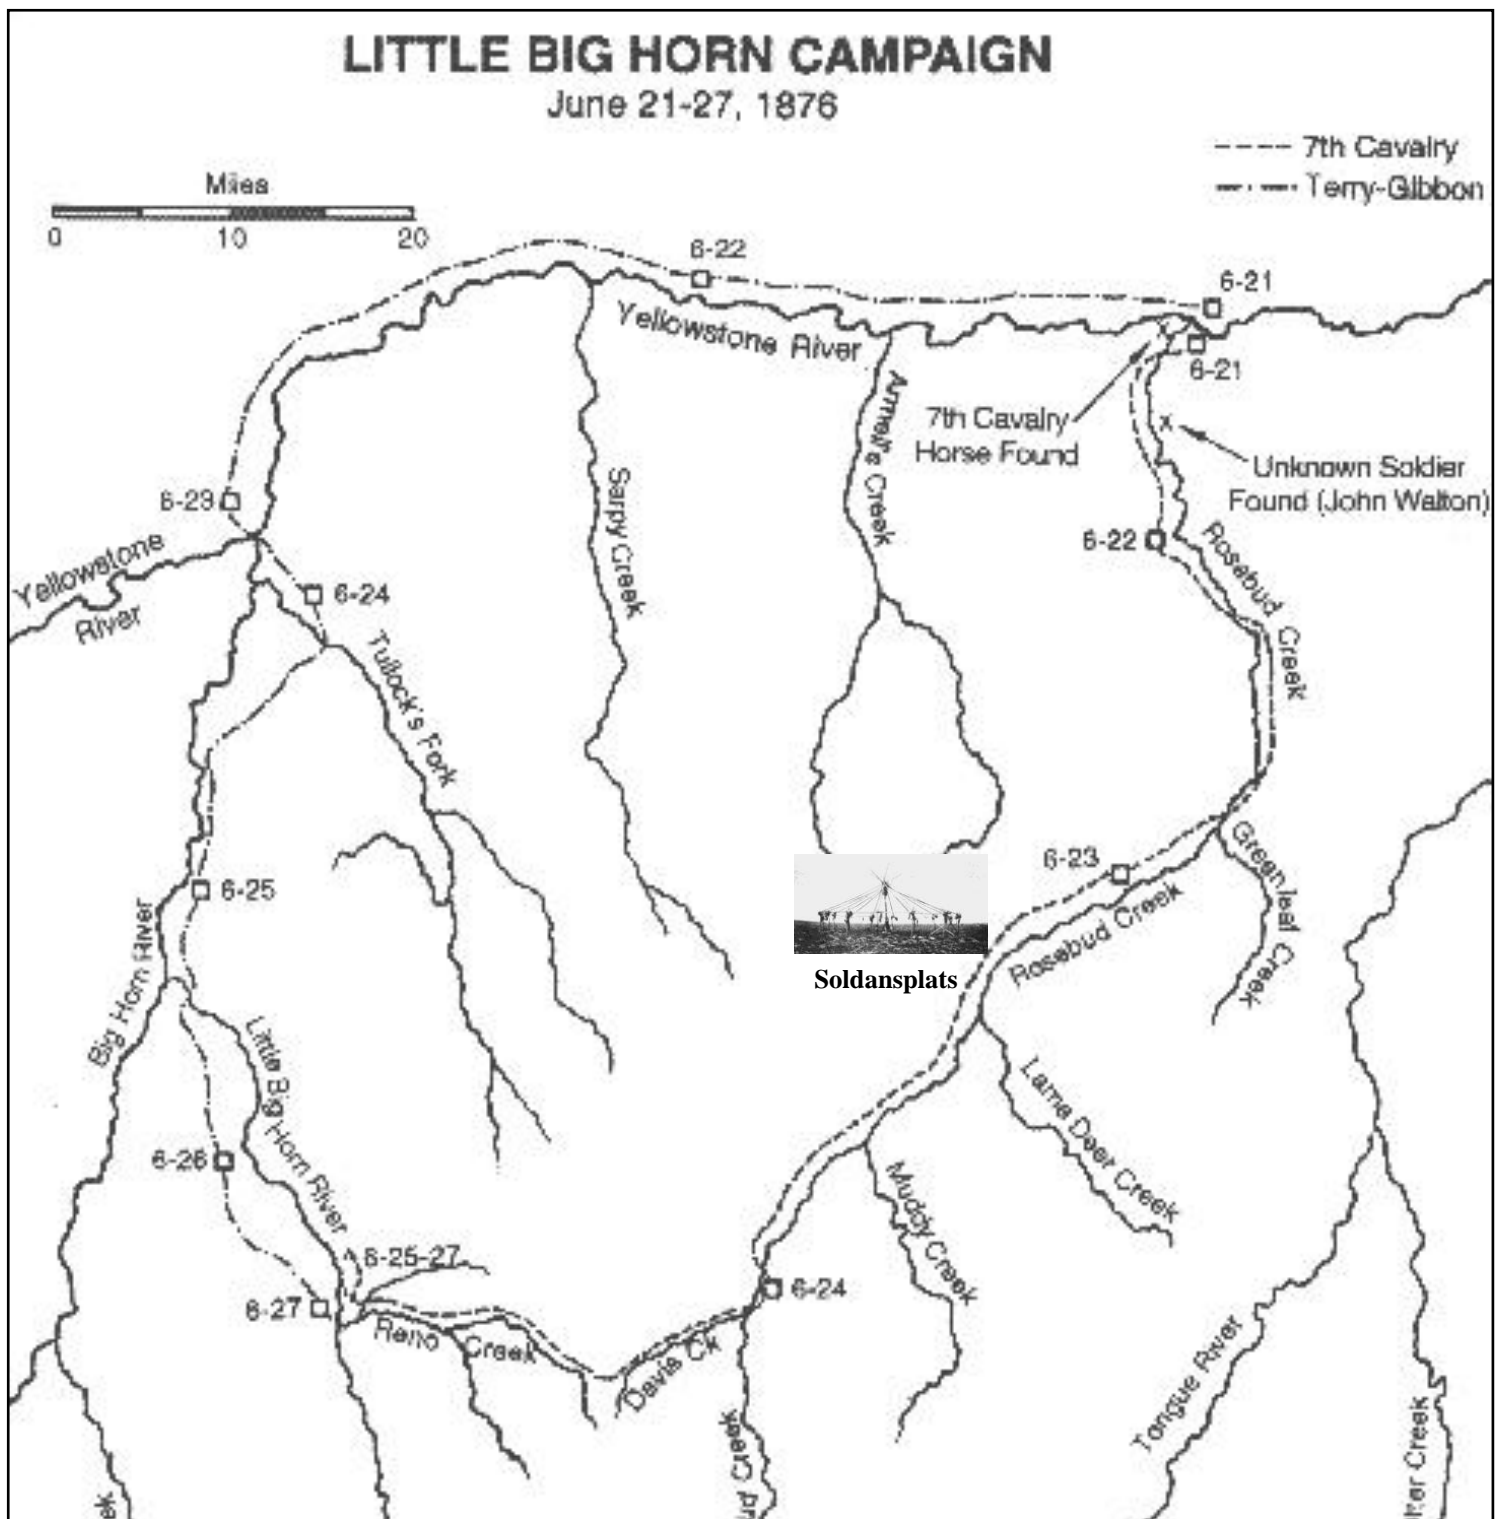 LITTLE BIG HORN CAMPAIGN
June 21-27, 1876
7th Cavalry
Terry-Gibbon
Miles
0 10 20
6-22
6-21
Yellowstone River
6-21
7th Cavalry
Horse Found
Armell's Creek
Unknown Soldier
Found (John Walton)
6-23
Sarpy Creek
6-22
Rosebud Creek
Yellowstone
River
6-24
Tullock's Fork
6-23
Greenleaf Creek
6-25
Rosebud Creek
Soldansplats
Big Horn River
Little Big Horn River
Lame Deer Creek
6-26
Muddy Creek
6-25-27
6-24
6-27
Reno Creek
Davis Ck
Tongue River
Creek